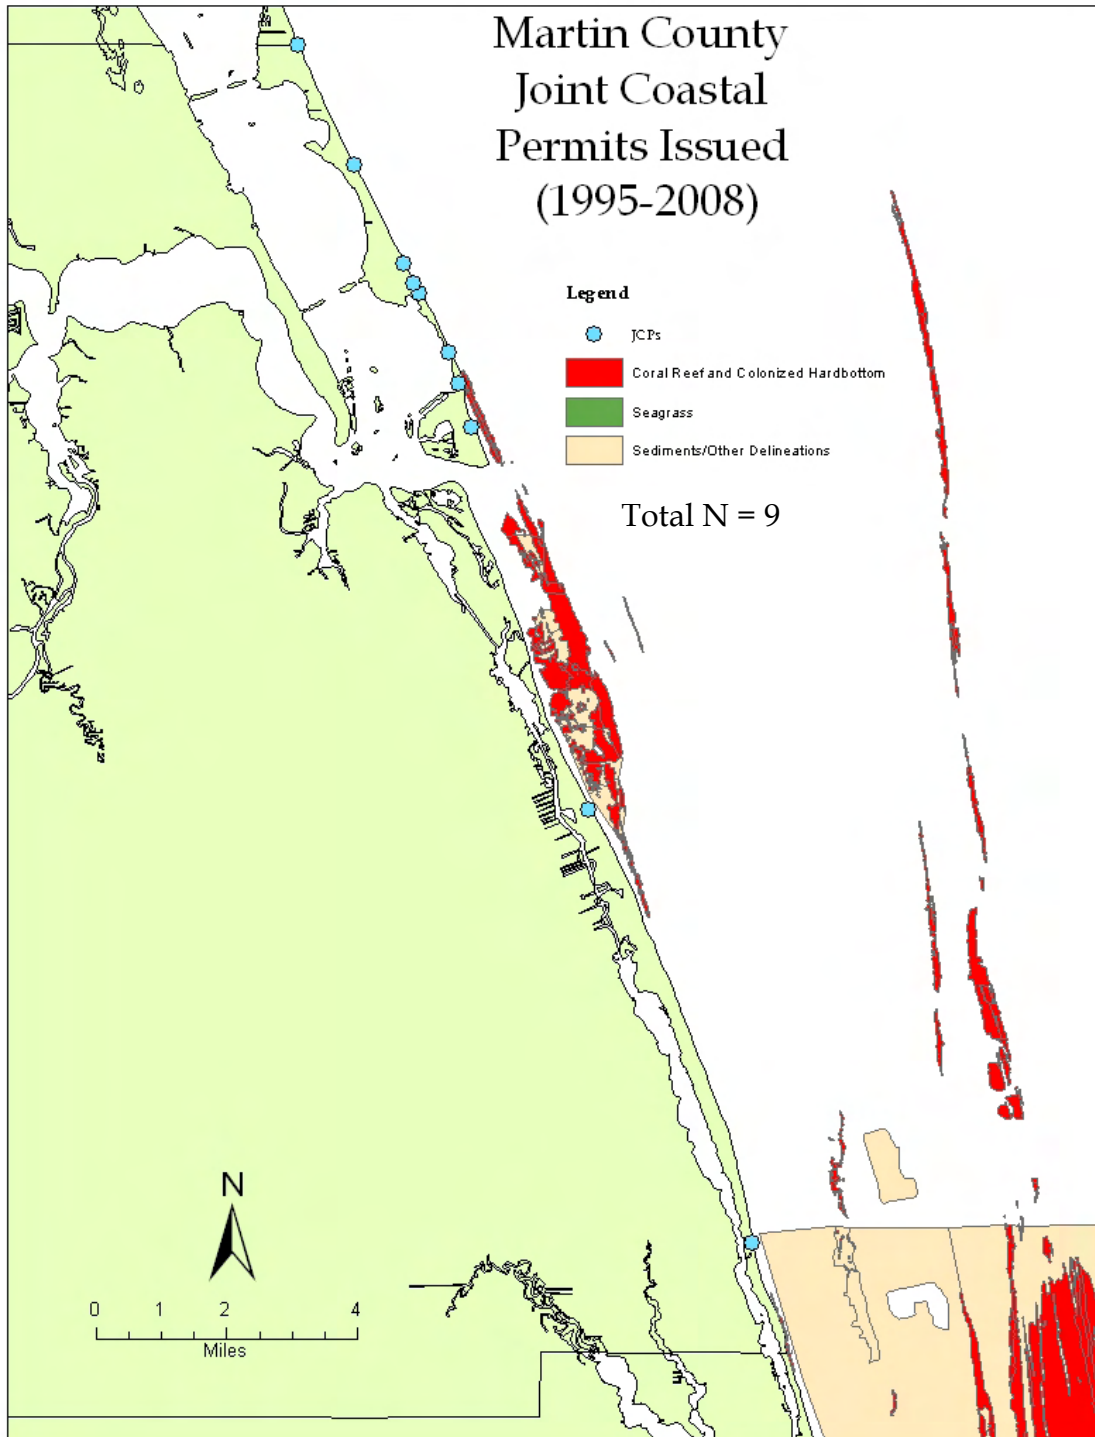 Martin County
Joint Coastal
Permits Issued
(1995-2008)
Legend
JCPs
Coral Reef and Colonized Hardbottom
Seagrass
Sediments/Other Delineations
Total N = 9
N
0 1 2 4
Miles